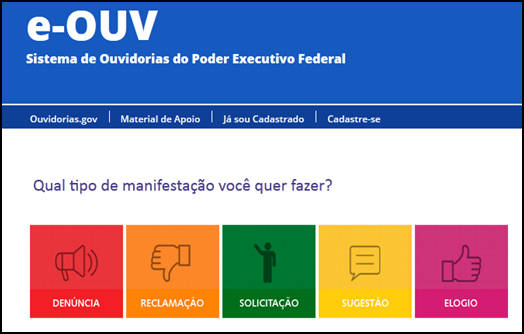 e-OUV
Sistema de Ouvidorias do Poder Executivo Federal
Ouvidorias.gov | Material de Apoio | Já sou Cadastrado | Cadastre-se
Qual tipo de manifestação você quer fazer?
DENÚNCIA RECLAMAÇÃO SOLICITAÇÃO SUGESTÃO ELOGIO